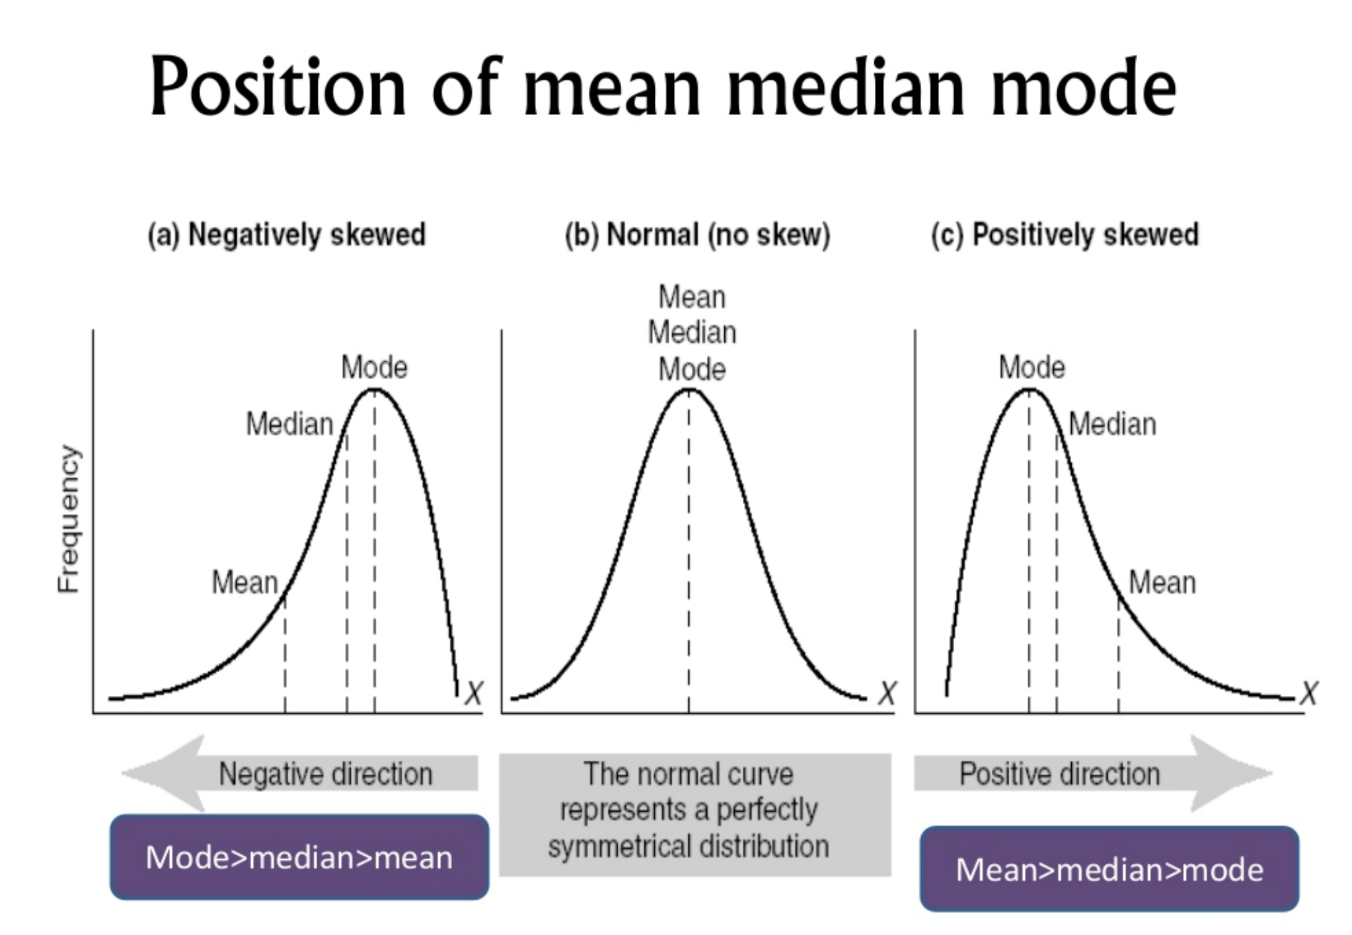 Position of mean median mode
(a) Negatively skewed
(b) Normal (no skew)
(c) Positively skewed
Frequency
Mode
Median
Mean
X
Mean
Median
Mode
X
Mode
Median
Mean
X
Negative direction
The normal curve
represents a perfectly
symmetrical distribution
Positive direction
Mode>median>mean
Mean>median>mode